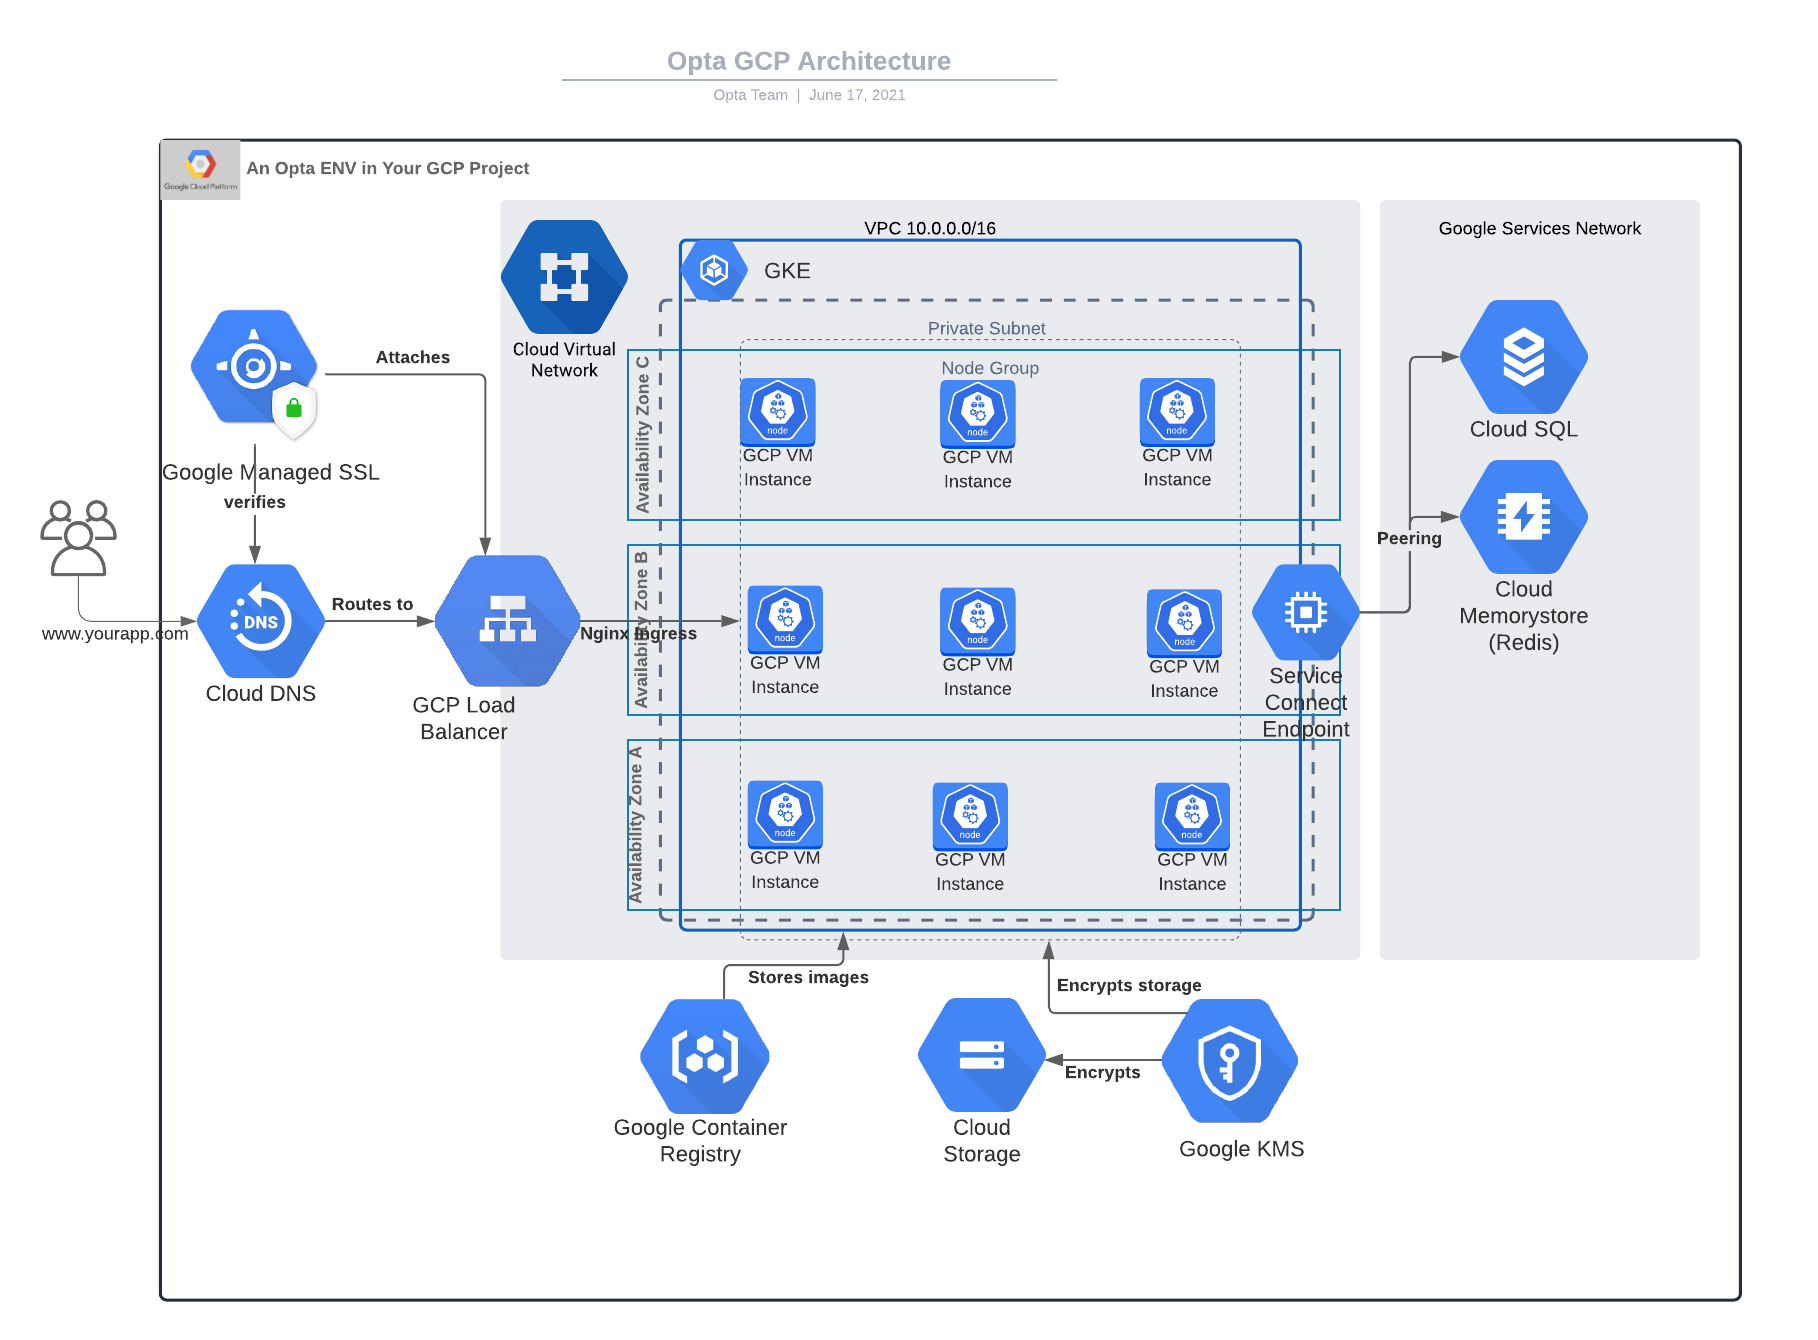 Opta GCP Architecture
Opta Team | June 17, 2021
Google Cloud Platform
An Opta ENV in Your GCP Project
VPC 10.0.0.0/16
Google Services Network
GKE
Cloud Virtual
Network
Private Subnet
Node Group
Availability Zone C
node
GCP VM
Instance
node
GCP VM
Instance
node
GCP VM
Instance
Attaches
Google Managed SSL
verifies
www.yourapp.com
DNS
Cloud DNS
Routes to
GCP Load
Balancer
Nginx Ingress
Availability Zone B
node
GCP VM
Instance
node
GCP VM
Instance
node
GCP VM
Instance
Service
Connect
Endpoint
Peering
Cloud SQL
Cloud
Memorystore
(Redis)
Availability Zone A
node
GCP VM
Instance
node
GCP VM
Instance
node
GCP VM
Instance
Stores images
Encrypts storage
Encrypts
Google Container
Registry
Cloud
Storage
Google KMS